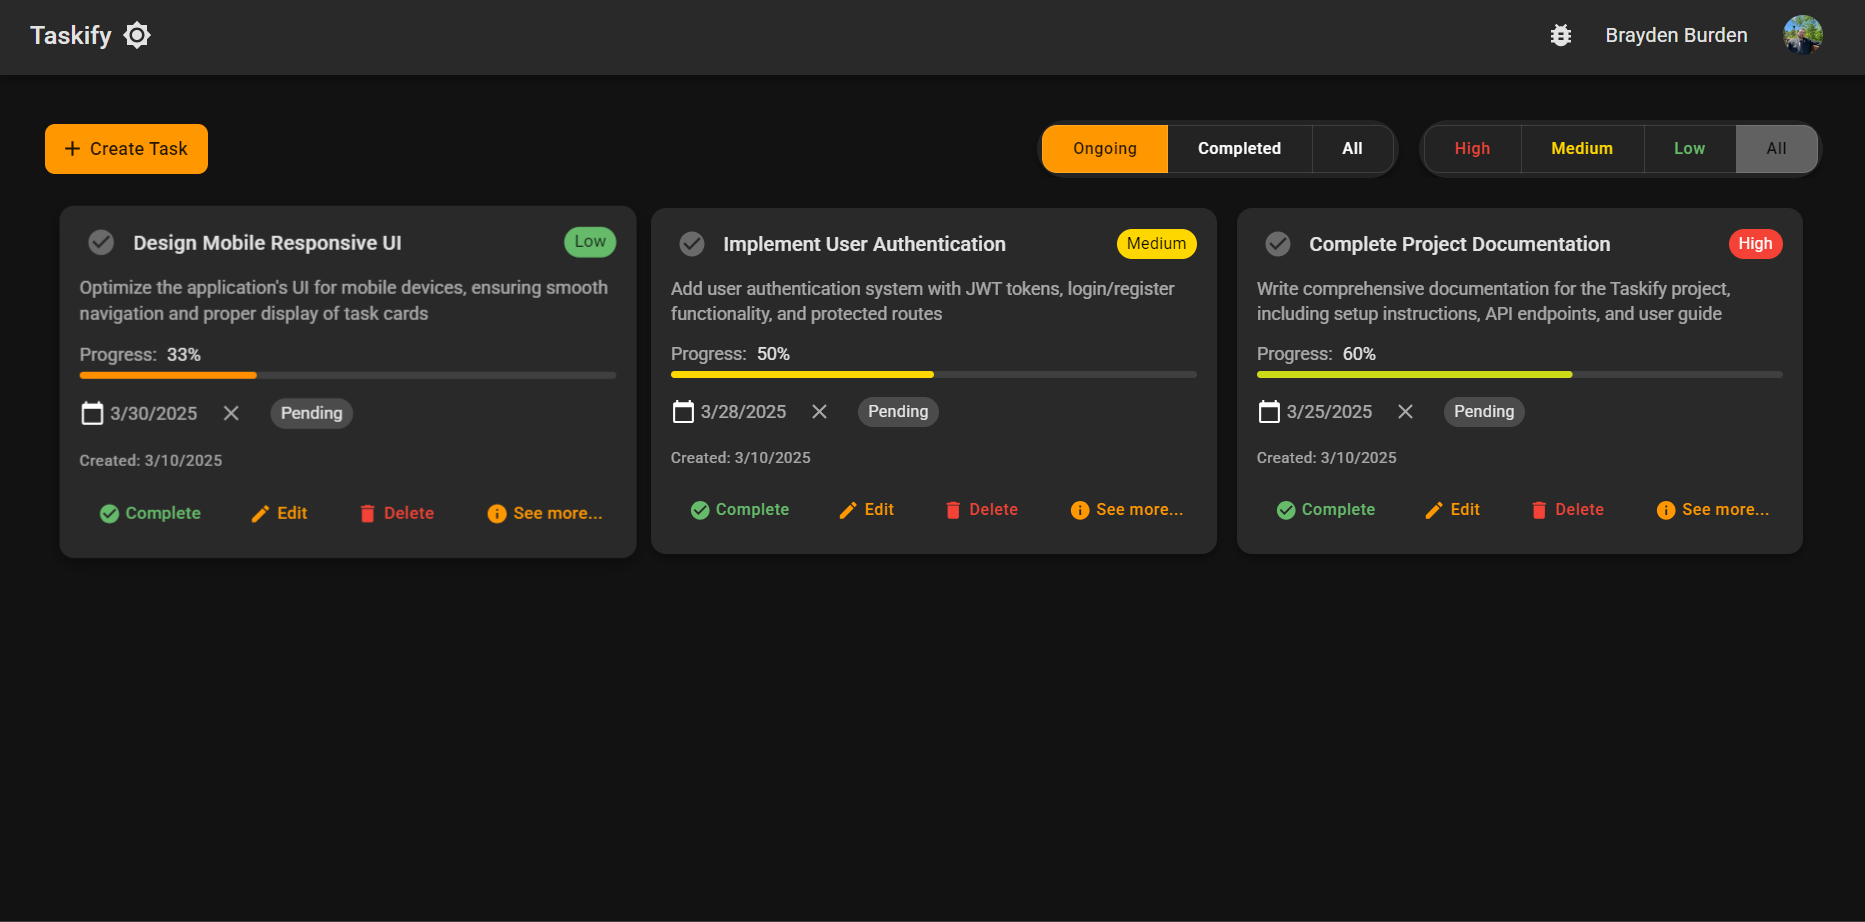 Taskify
Brayden Burden
Create Task
Ongoing Completed All
High Medium Low All
Design Mobile Responsive UI
Low
Optimize the application's UI for mobile devices, ensuring smooth
navigation and proper display of task cards
Progress: 33%
3/30/2025
Pending
Created: 3/10/2025
Complete Edit Delete See more...
Implement User Authentication
Medium
Add user authentication system with JWT tokens, login/register
functionality, and protected routes
Progress: 50%
3/28/2025
Pending
Created: 3/10/2025
Complete Edit Delete See more...
Complete Project Documentation
High
Write comprehensive documentation for the Taskify project,
including setup instructions, API endpoints, and user guide
Progress: 60%
3/25/2025
Pending
Created: 3/10/2025
Complete Edit Delete See more...